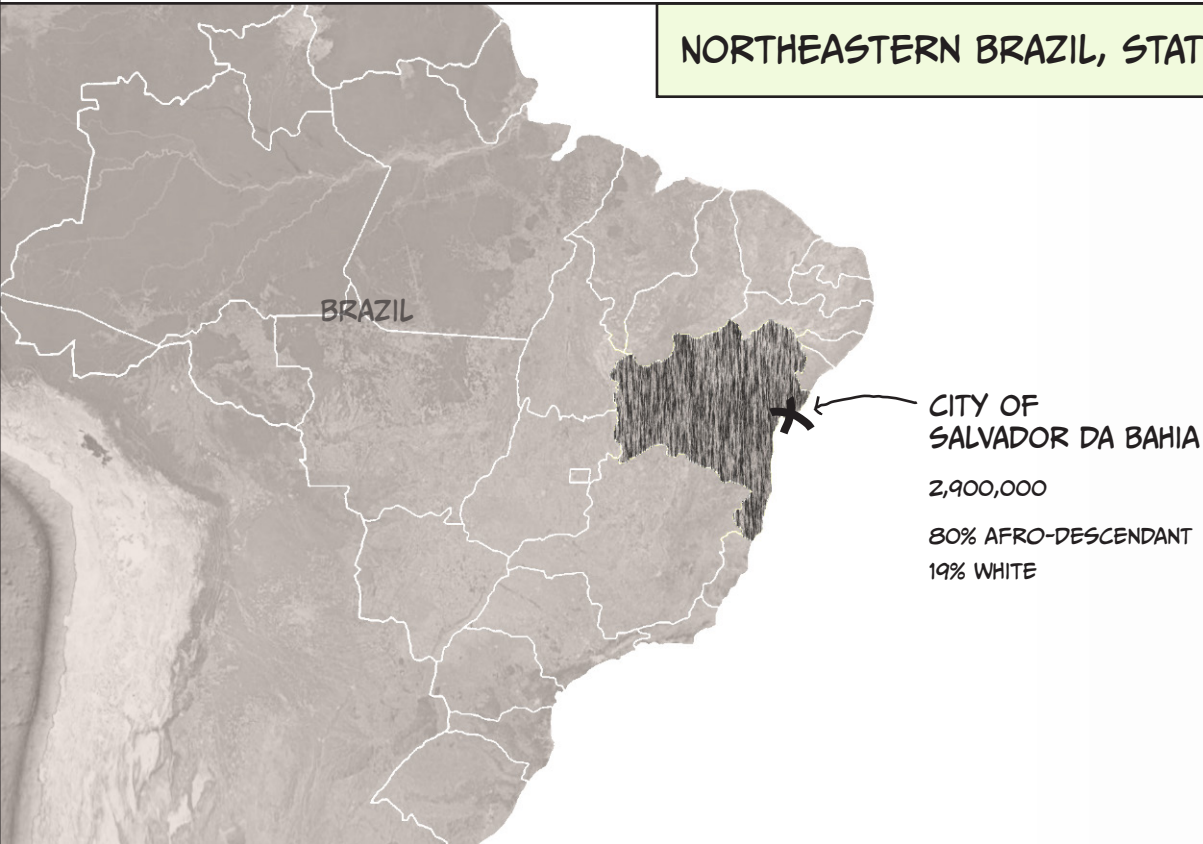 NORTHEASTERN BRAZIL, STAT
BRAZIL
CITY OF
SALVADOR DA BAHIA
2,900,000
80% AFRO-DESCENDANT
19% WHITE